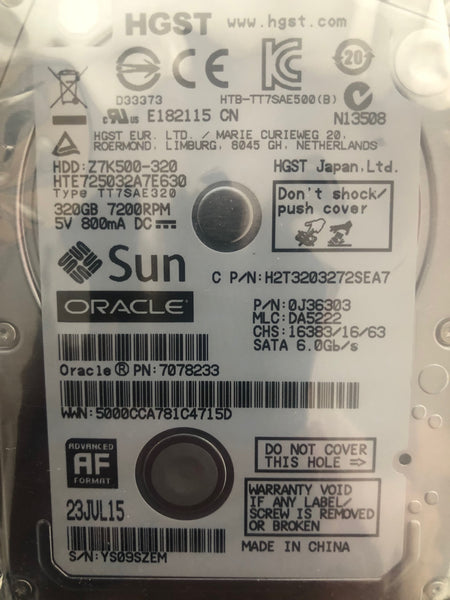 HGST www.hgst.com
CE
20
D33373 HTB-TT7SAE500(B)
c RU us E182115 CN N13508
HGST EUR. LTD. / MARIE CURIEWEG 20,
ROERMOND, LIMBURG, 6045 GH, NETHERLANDS
HDD:Z7K500-320 HGST Japan,Ltd.
HTE725032A7E630
Type TT7SAE320
320GB 7200RPM
5V 800mA DC
Don't shock/
push cover
Sun
C P/N:H2T3203272SEA7
ORACLE
P/N:0J36303
MLC:DA5222
CHS:16383/16/63
SATA 6.0Gb/s
Oracle® PN:7078233
WWN:5000CCA781C4715D
ADVANCED
AF
FORMAT
DO NOT COVER
THIS HOLE =>
23JUL15
WARRANTY VOID
IF ANY LABEL/
SCREW IS REMOVED
OR BROKEN
S/N:YS09SZEM
MADE IN CHINA